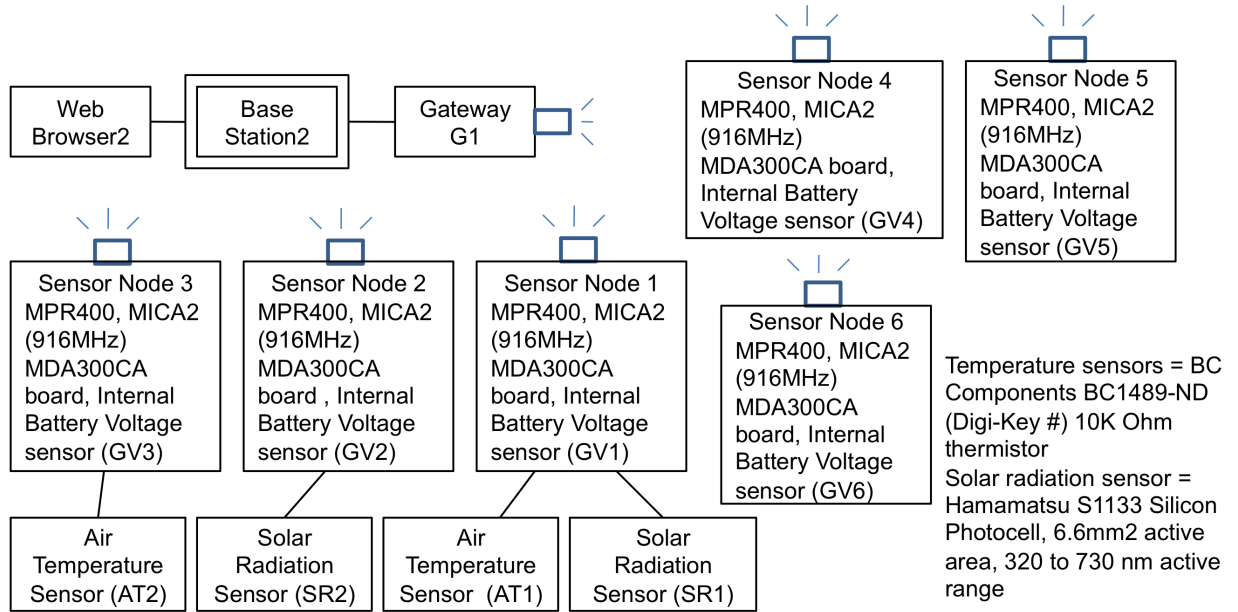 Web
Browser2
Base
Station2
Gateway
G1
Sensor Node 4
MPR400, MICA2
(916MHz)
MDA300CA board,
Internal Battery
Voltage sensor (GV4)
Sensor Node 5
MPR400, MICA2
(916MHz)
MDA300CA
board, Internal
Battery Voltage
sensor (GV5)
Sensor Node 3
MPR400, MICA2
(916MHz)
MDA300CA
board, Internal
Battery Voltage
sensor (GV3)
Sensor Node 2
MPR400, MICA2
(916MHz)
MDA300CA
board , Internal
Battery Voltage
sensor (GV2)
Sensor Node 1
MPR400, MICA2
(916MHz)
MDA300CA
board, Internal
Battery Voltage
sensor (GV1)
Sensor Node 6
MPR400, MICA2
(916MHz)
MDA300CA
board, Internal
Battery Voltage
sensor (GV6)
Air
Temperature
Sensor (AT2)
Solar
Radiation
Sensor (SR2)
Air
Temperature
Sensor (AT1)
Solar
Radiation
Sensor (SR1)
Temperature sensors = BC
Components BC1489-ND
(Digi-Key #) 10K Ohm
thermistor
Solar radiation sensor =
Hamamatsu S1133 Silicon
Photocell, 6.6mm2 active
area, 320 to 730 nm active
range